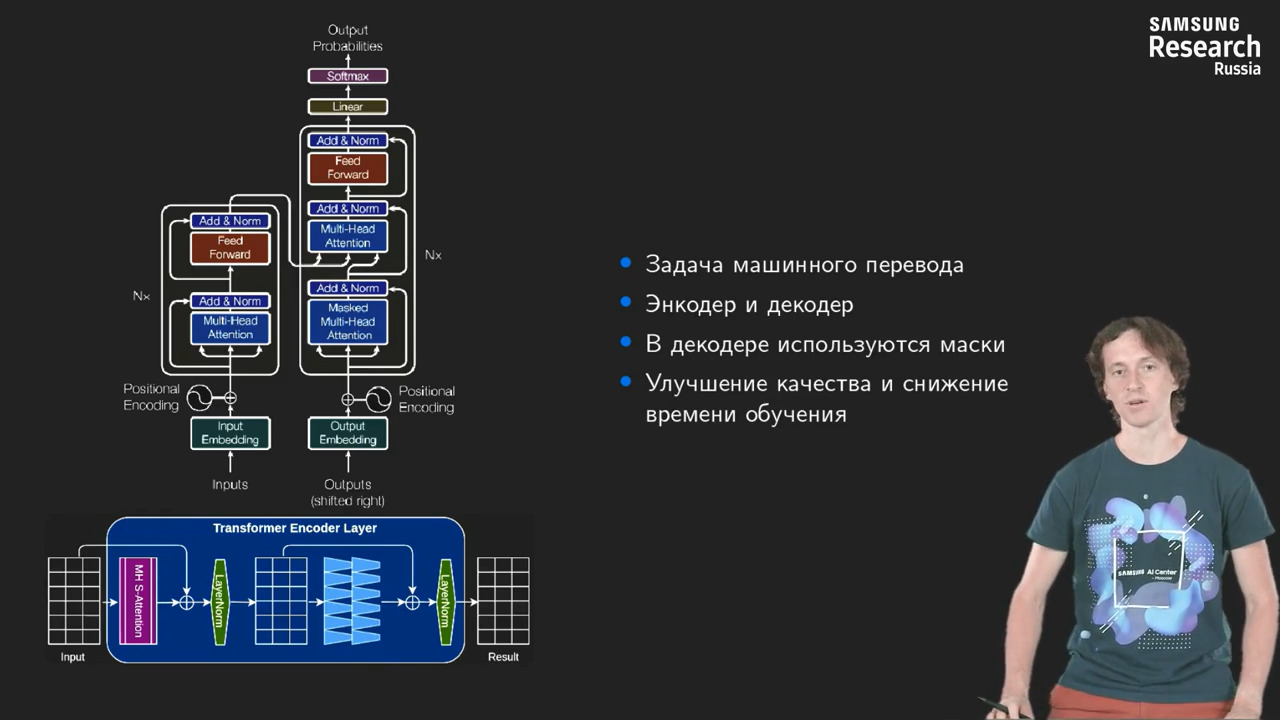 SAMSUNG
Research
Russia
Output
Probabilities
Softmax
Linear
Add & Norm
Feed
Forward
Add & Norm
Multi-Head
Attention
Nx
Add & Norm
Masked
Multi-Head
Attention
Add & Norm
Feed
Forward
Nx
Add & Norm
Multi-Head
Attention
Positional
Encoding
Positional
Encoding
Input
Embedding
Output
Embedding
Inputs
Outputs
(shifted right)
Transformer Encoder Layer
MH S-Attention
LayerNorm
LayerNorm
Input
Result
Задача машинного перевода
Энкодер и декодер
В декодере используются маски
Улучшение качества и снижение
времени обучения
SAMSUNG AI Center
- Moscow